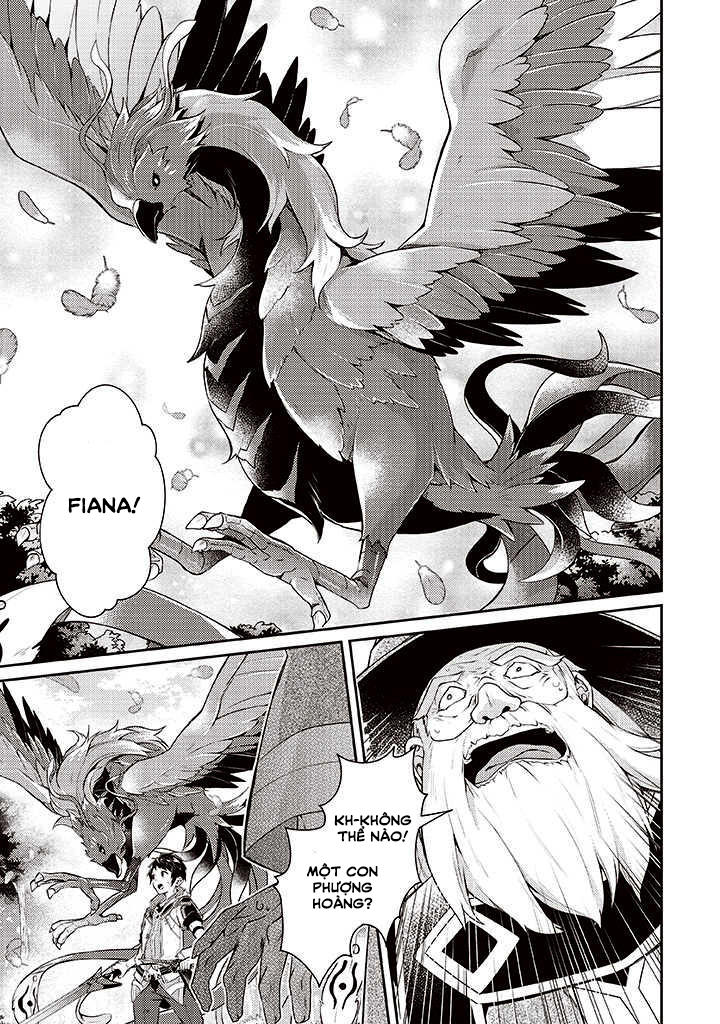 FIANA!
KH-KHÔNG
THỂ NÀO!
MỘT CON
PHƯỢNG
HOÀNG?